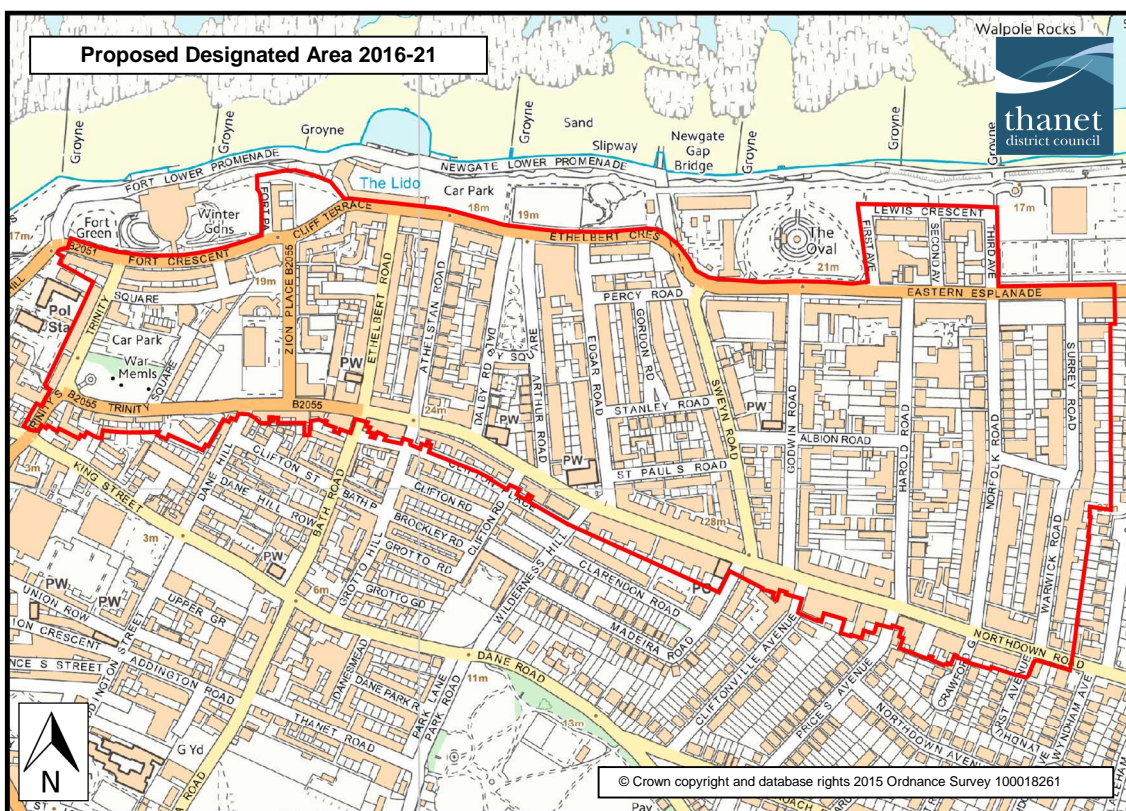 Proposed Designated Area 2016-21
Walpole Rocks
thanet
district council
Groyne
Groyne
Groyne
Sand
Slipway
Newgate
Gap
Bridge
Groyne
Groyne
FORT LOWER PROMENADE
NEWGATE LOWER PROMENADE
The Lido
Car Park
18m
19m
Fort
Green
Winter
Gdns
17m
B2051
FORT CRESCENT
CLIFF TERRACE
ETHELBERT CRES
The
Oval
21m
LEWIS CRESCENT
17m
FIRST AVE
SECOND AV
THIRD AVE
EASTERN ESPLANADE
HILL
SQUARE
19m
ZION PLACE B2055
ETHELBERT ROAD
ATHELSTAN ROAD
DALBY RD
DALBY SQUARE
ARTHUR ROAD
EDGAR ROAD
PERCY ROAD
GORDON RD
STANLEY ROAD
ST PAUL S ROAD
SWEYN ROAD
PW
GODWIN ROAD
ALBION ROAD
HAROLD ROAD
NORFOLK ROAD
WARWICK ROAD
SURREY ROAD
Pol
Sta
TRINITY
Car Park
War
Memls
SQUARE
PW
B2055
TRINITY
B2055
24m
PW
PW
28m
3m
KING STREET
DANE HILL
CLIFTON ST
DANE HILL ROW
BATH ROAD
BATH P
CLIFTON RD
BROCKLEY RD
GROTTO RD
GROTTO HILL
GROTTO GD
CLIFTON RD
WILDERNESS HILL
CLARENDON ROAD
MADEIRA ROAD
PO
CLIFTONVILLE AVENUE
PRICE S AVENUE
NORTHDOWN AVENUE
NORTHDOWN ROAD
WYNDHAM AVE
3m
PW
PW
PW
UNION ROW
UPPER
GR
6m
ADDINGTON ROAD
THANET ROAD
DANESMEAD
DANE PARK R
PARK LANE
PARK ROAD
DANE ROAD
11m
13m
G Yd
N
© Crown copyright and database rights 2015 Ordnance Survey 100018261